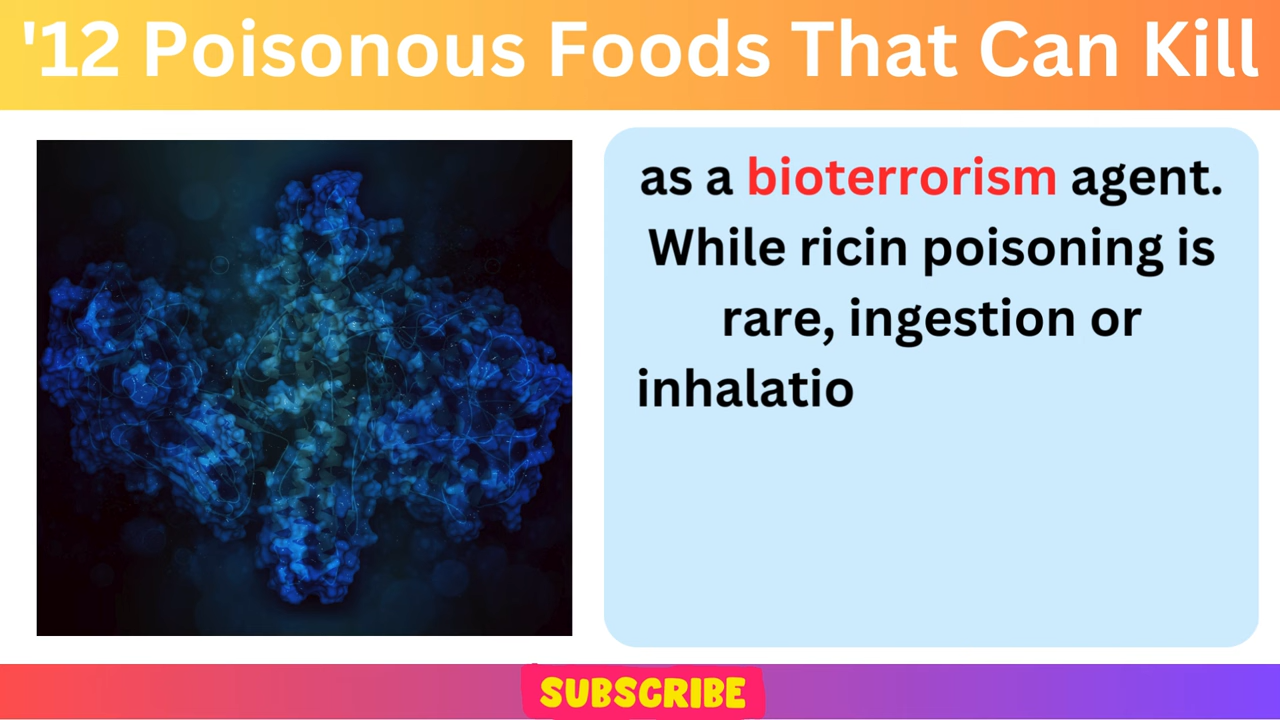 '12 Poisonous Foods That Can Kill
as a bioterrorism agent.
While ricin poisoning is
rare, ingestion or
inhalatio
SUBSCRIBE